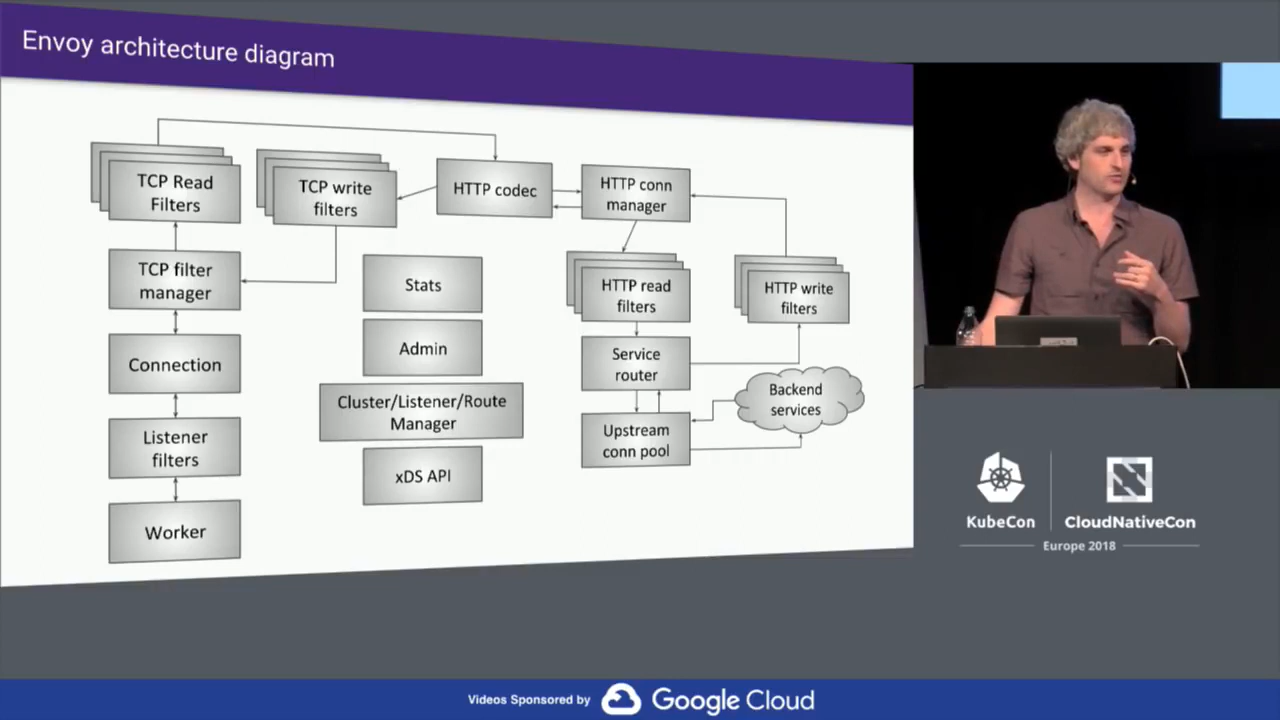 Envoy architecture diagram
TCP Read
Filters
TCP write
filters
HTTP codec
HTTP conn
manager
TCP filter
manager
Stats
HTTP read
filters
HTTP write
filters
Connection
Admin
Service
router
Cluster/Listener/Route
Manager
Backend
services
Listener
filters
Upstream
conn pool
xDS API
Worker
KubeCon
CloudNativeCon
Europe 2018
Videos Sponsored by
Google Cloud